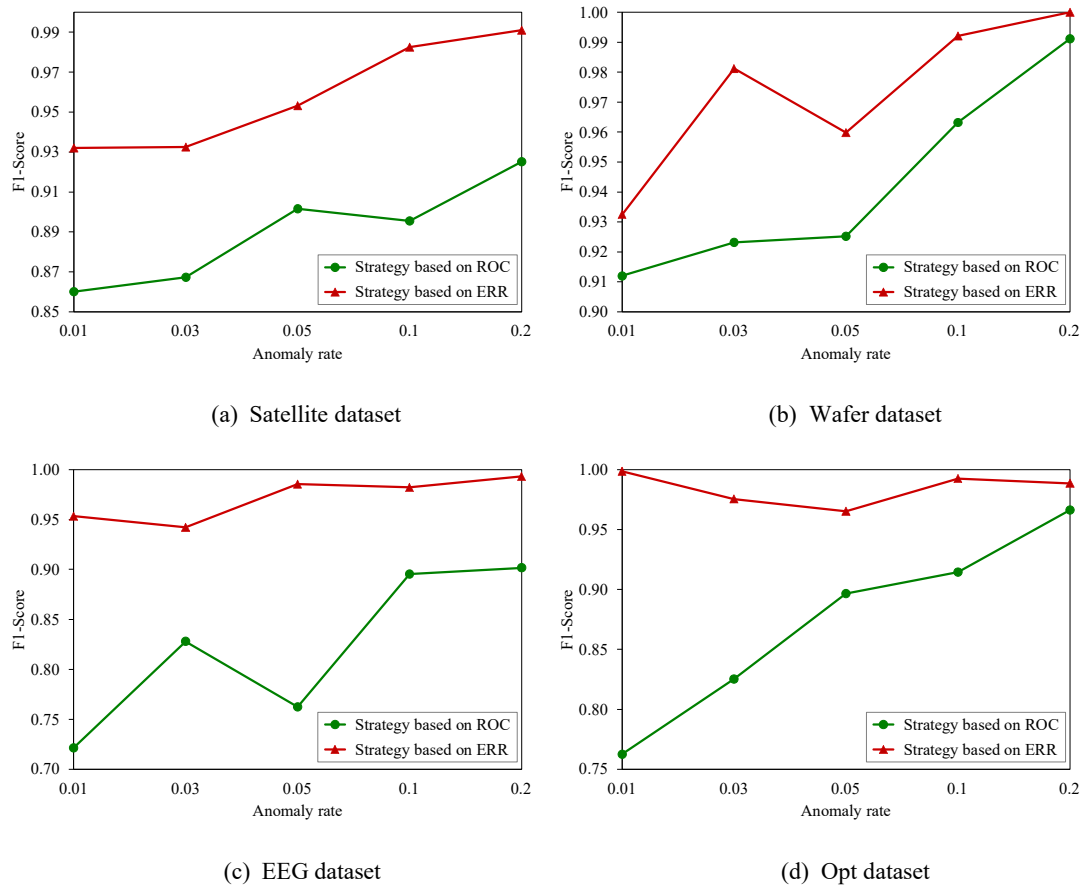 0.99
0.97
0.95
0.93
0.91
0.89
0.87
0.85
F1-Score
0.01 0.03 0.05 0.1 0.2
Anomaly rate
Strategy based on ROC
Strategy based on ERR
(a) Satellite dataset
1.00
0.99
0.98
0.97
0.96
0.95
0.94
0.93
0.92
0.91
0.90
F1-Score
0.01 0.03 0.05 0.1 0.2
Anomaly rate
Strategy based on ROC
Strategy based on ERR
(b) Wafer dataset
1.00
0.95
0.90
0.85
0.80
0.75
0.70
F1-Score
0.01 0.03 0.05 0.1 0.2
Anomaly rate
Strategy based on ROC
Strategy based on ERR
(c) EEG dataset
1.00
0.95
0.90
0.85
0.80
0.75
F1-Score
0.01 0.03 0.05 0.1 0.2
Anomaly rate
Strategy based on ROC
Strategy based on ERR
(d) Opt dataset